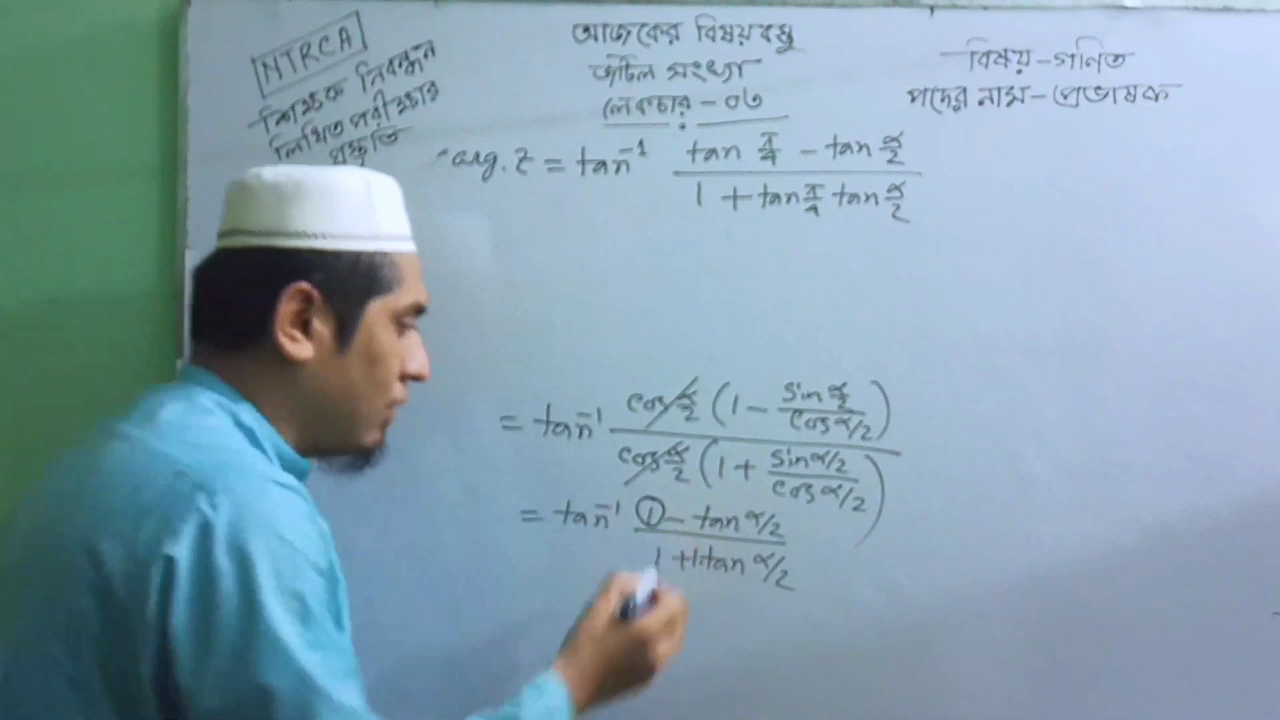 NTRCA
শিক্ষক নিবন্ধন
লিখিত পরীক্ষার
প্রস্তুতি
আজকের বিষয়বস্তু
জটিল সংখ্যা
লেকচার - ০৩
বিষয় - গণিত
পদের নাম - প্রভাষক
arg. z = tan⁻¹ (tan π/4 - tan α/2) / (1 + tan π/4 tan α/2)
= tan⁻¹ cos α/2 (1 - sin α/2 / cos α/2) / cos α/2 (1 + sin α/2 / cos α/2)
= tan⁻¹ (1 - tan α/2) / (1 + 1·tan α/2)